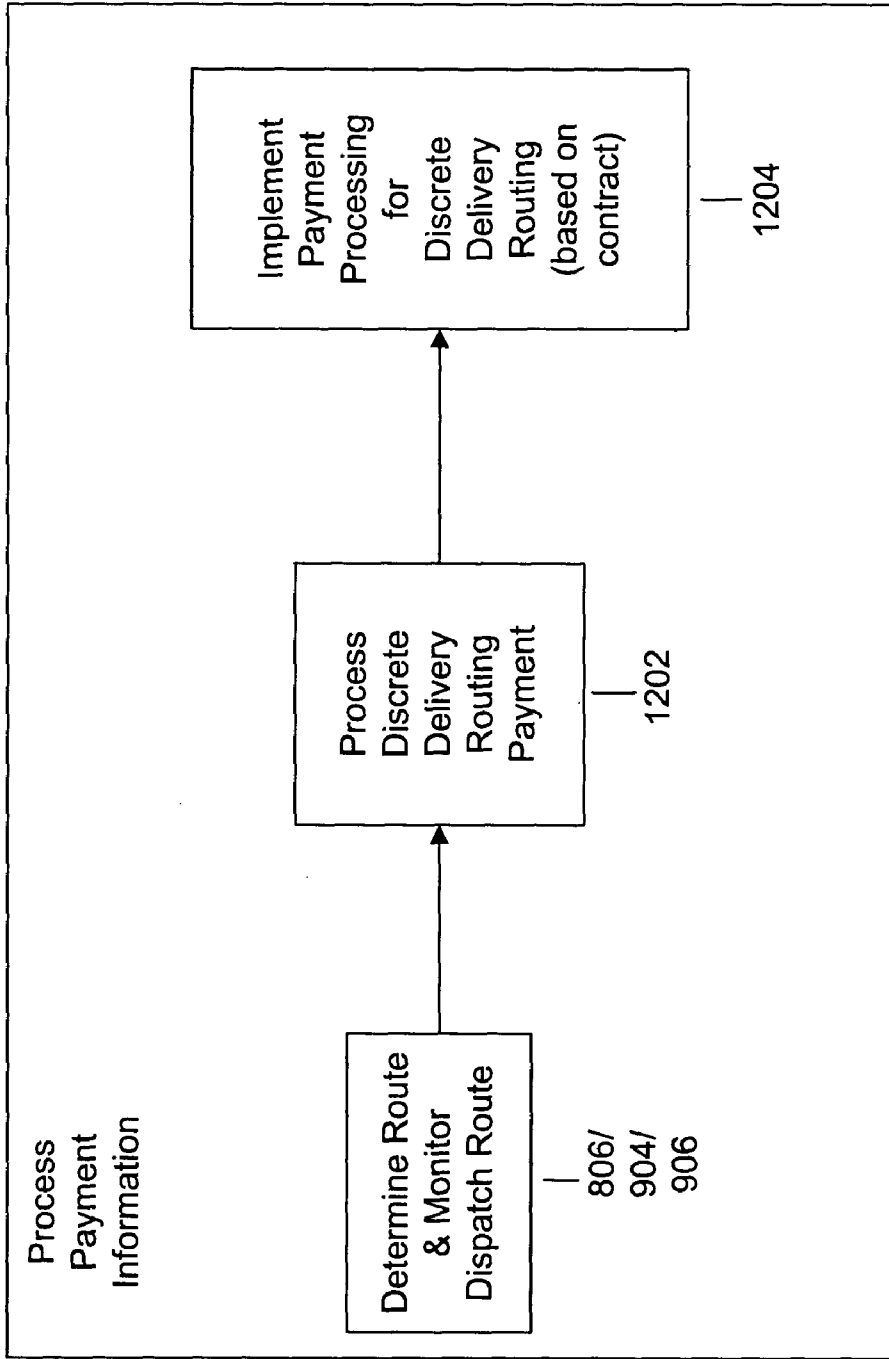 Process
Payment
Information
Determine Route
& Monitor
Dispatch Route
806/
904/
906
Process
Discrete
Delivery
Routing
Payment
1202
Implement
Payment
Processing
for
Discrete
Delivery
Routing
(based on
contract)
1204